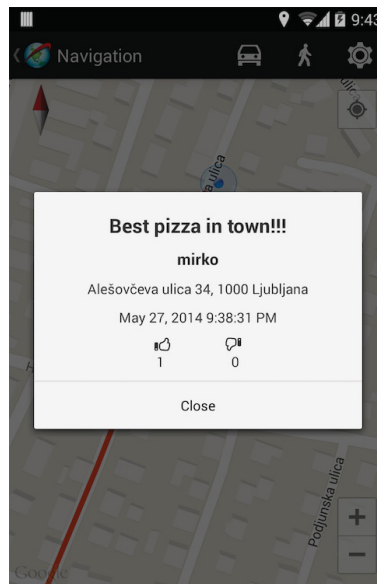 9:43
Navigation
ulica
Best pizza in town!!!
mirko
Alešovčeva ulica 34, 1000 Ljubljana
May 27, 2014 9:38:31 PM
1 0
Close
Podjunska ulica
+
−
Google